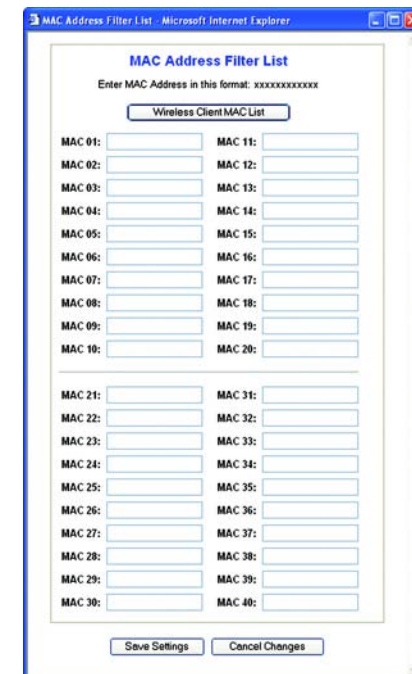 MAC Address Filter List - Microsoft Internet Explorer
MAC Address Filter List
Enter MAC Address in this format: xxxxxxxxxxxx
Wireless Client MAC List
MAC 01: MAC 11:
MAC 02: MAC 12:
MAC 03: MAC 13:
MAC 04: MAC 14:
MAC 05: MAC 15:
MAC 06: MAC 16:
MAC 07: MAC 17:
MAC 08: MAC 18:
MAC 09: MAC 19:
MAC 10: MAC 20:
MAC 21: MAC 31:
MAC 22: MAC 32:
MAC 23: MAC 33:
MAC 24: MAC 34:
MAC 25: MAC 35:
MAC 26: MAC 36:
MAC 27: MAC 37:
MAC 28: MAC 38:
MAC 29: MAC 39:
MAC 30: MAC 40:
Save Settings Cancel Changes